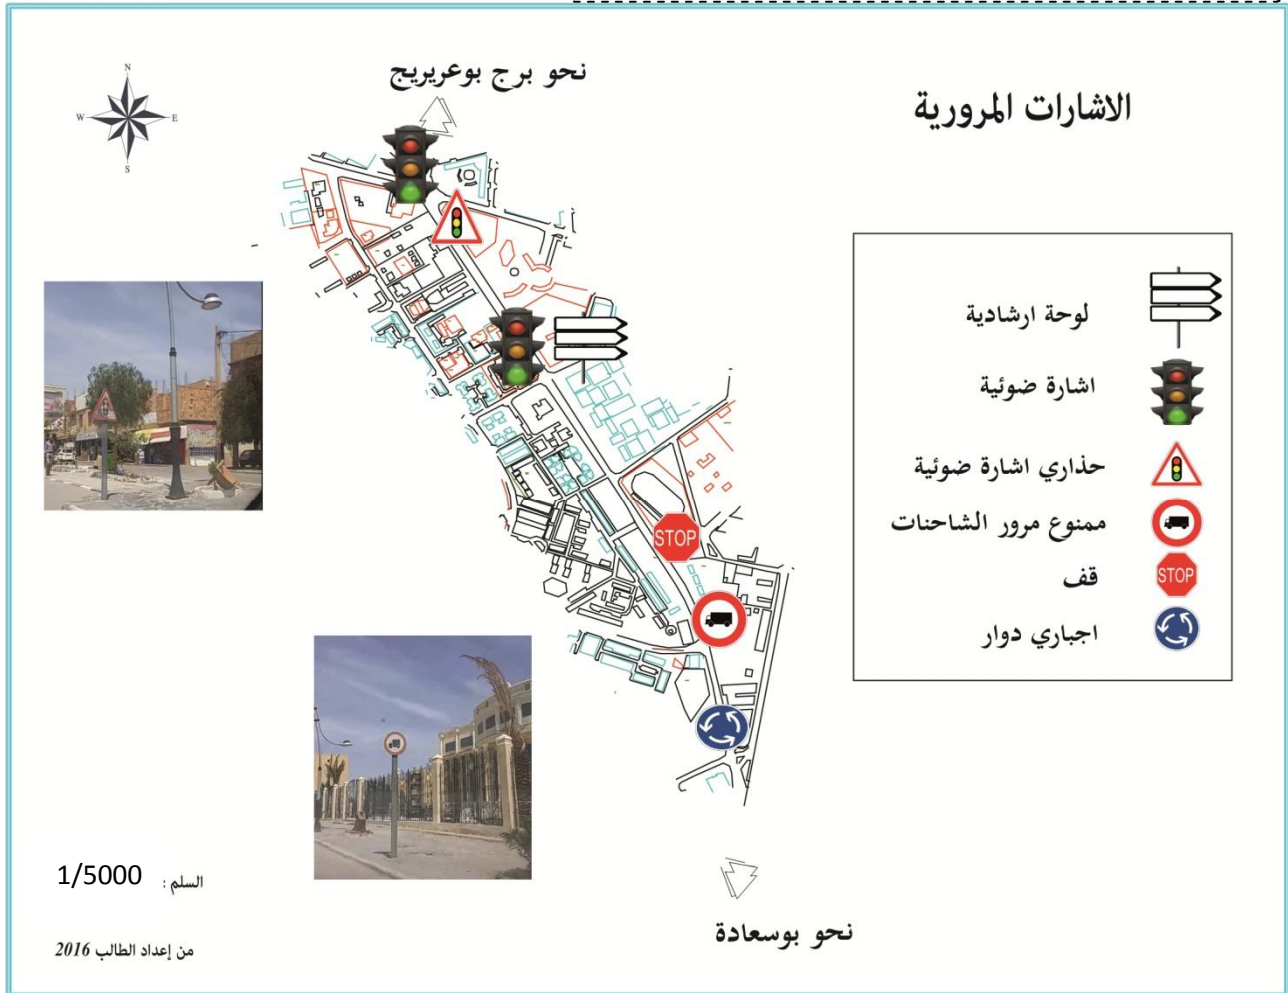 نحو برج بوعريريج
الاشارات المرورية
N
W
E
S
لوحة ارشادية
اشارة ضوئية
حذاري اشارة ضوئية
ممنوع مرور الشاحنات
قف
STOP
اجباري دوار
STOP
السلم : 1/5000
نحو بوسعادة
من إعداد الطالب 2016